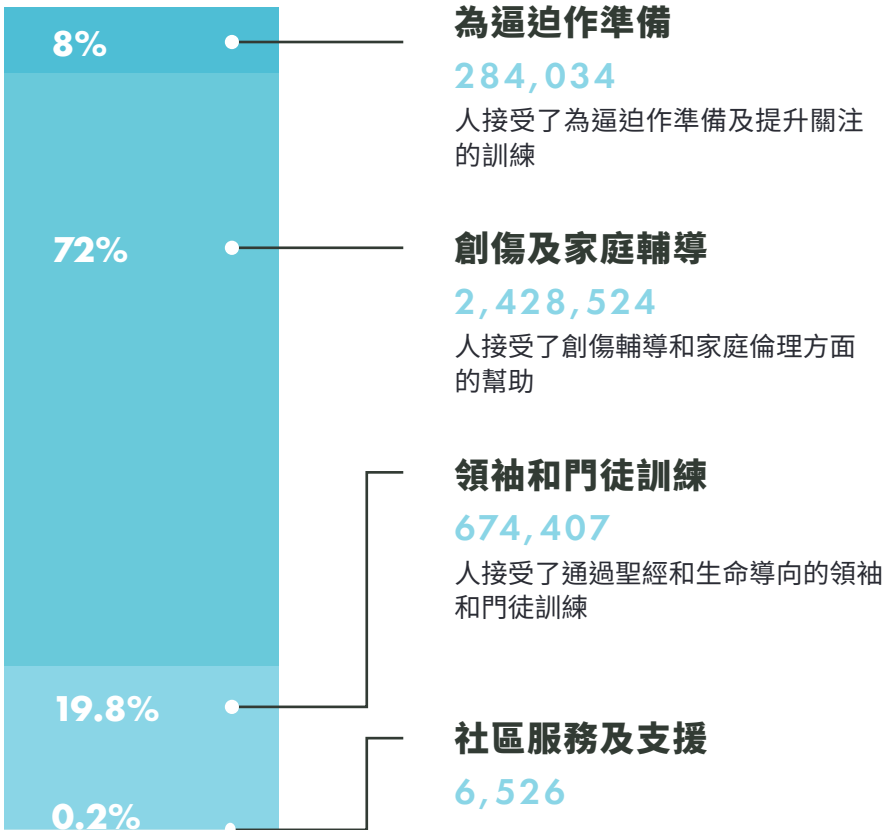 8%
為逼迫作準備
284,034
人接受了為逼迫作準備及提升關注
的訓練
72%
創傷及家庭輔導
2,428,524
人接受了創傷輔導和家庭倫理方面
的幫助
領袖和門徒訓練
674,407
人接受了通過聖經和生命導向的領袖
和門徒訓練
19.8%
社區服務及支援
6,526
0.2%